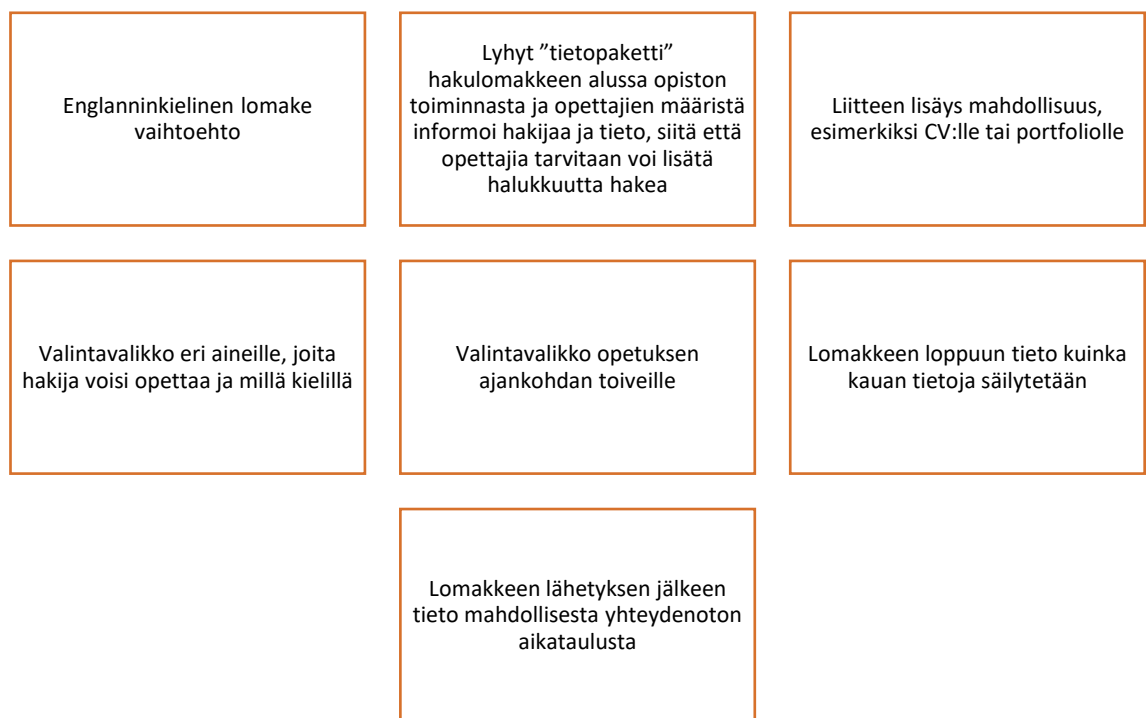 Englanninkielinen lomake
vaihtoehto
Lyhyt ”tietopaketti”
hakulomakkeen alussa opiston
toiminnasta ja opettajien määristä
informoi hakijaa ja tieto, siitä että
opettajia tarvitaan voi lisätä
halukkuutta hakea
Liitteen lisäys mahdollisuus,
esimerkiksi CV:lle tai portfoliolle
Valintavalikko eri aineille, joita
hakija voisi opettaa ja millä kielillä
Valintavalikko opetuksen
ajankohdan toiveille
Lomakkeen loppuun tieto kuinka
kauan tietoja säilytetään
Lomakkeen lähetyksen jälkeen
tieto mahdollisesta yhteydenoton
aikataulusta